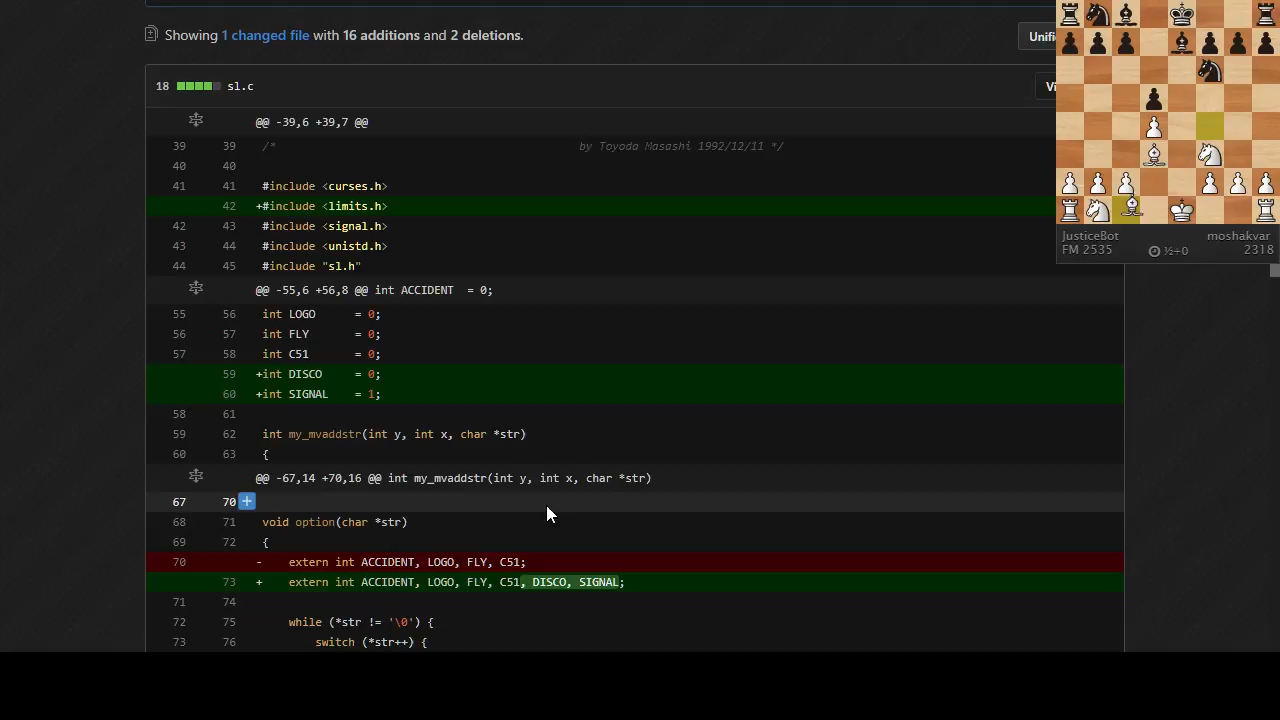 Showing 1 changed file with 16 additions and 2 deletions.
Unifi
18 sl.c
Vi
@@ -39,6 +39,7 @@
39 39 /* by Toyoda Masashi 1992/12/11 */
40 40
41 41 #include <curses.h>
42 +#include <limits.h>
42 43 #include <signal.h>
43 44 #include <unistd.h>
44 45 #include "sl.h"
@@ -55,6 +56,8 @@ int ACCIDENT = 0;
55 56 int LOGO = 0;
56 57 int FLY = 0;
57 58 int C51 = 0;
59 +int DISCO = 0;
60 +int SIGNAL = 1;
58 61
59 62 int my_mvaddstr(int y, int x, char *str)
60 63 {
@@ -67,14 +70,16 @@ int my_mvaddstr(int y, int x, char *str)
67 70 +
68 71 void option(char *str)
69 72 {
70 - extern int ACCIDENT, LOGO, FLY, C51;
73 + extern int ACCIDENT, LOGO, FLY, C51, DISCO, SIGNAL;
71 74
72 75 while (*str != '\0') {
73 76 switch (*str++) {
JusticeBot moshakvar
FM 2535 ½+0 2318